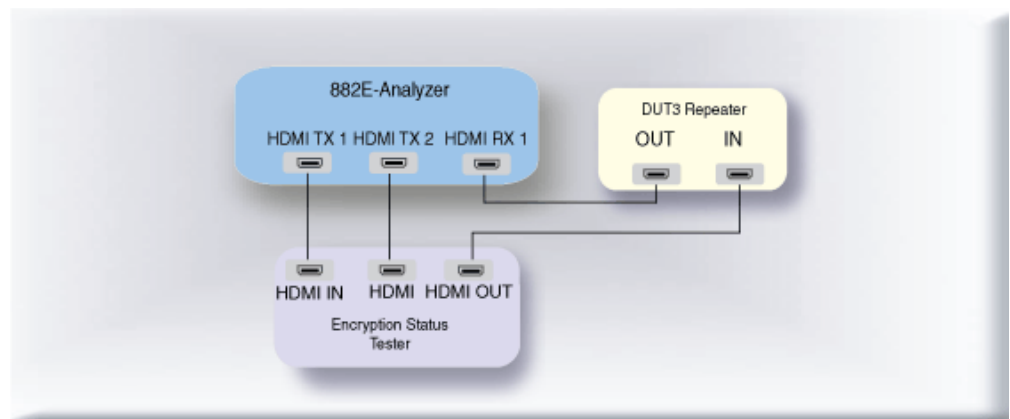 882E-Analyzer
HDMI TX 1 HDMI TX 2 HDMI RX 1
DUT3 Repeater
OUT IN
HDMI IN HDMI HDMI OUT
Encryption Status
Tester